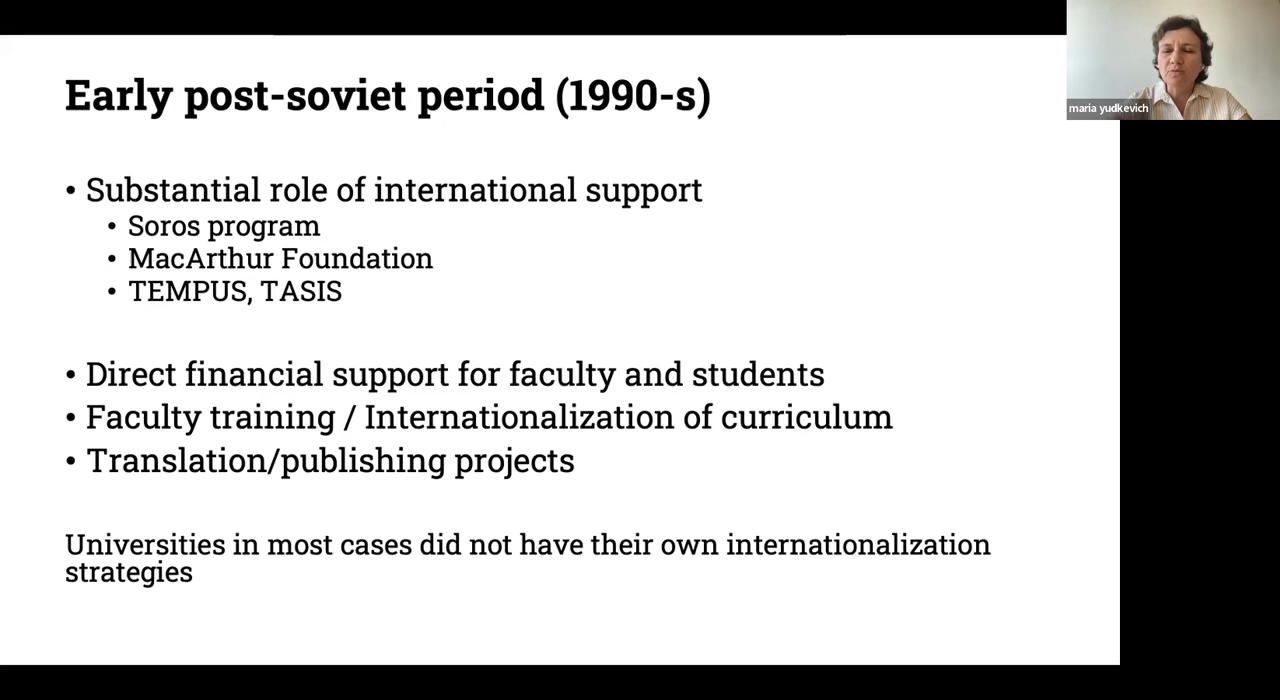 Early post-soviet period (1990-s)
maria yudkevich
• Substantial role of international support
• Soros program
• MacArthur Foundation
• TEMPUS, TASIS
• Direct financial support for faculty and students
• Faculty training / Internationalization of curriculum
• Translation/publishing projects
Universities in most cases did not have their own internationalization
strategies